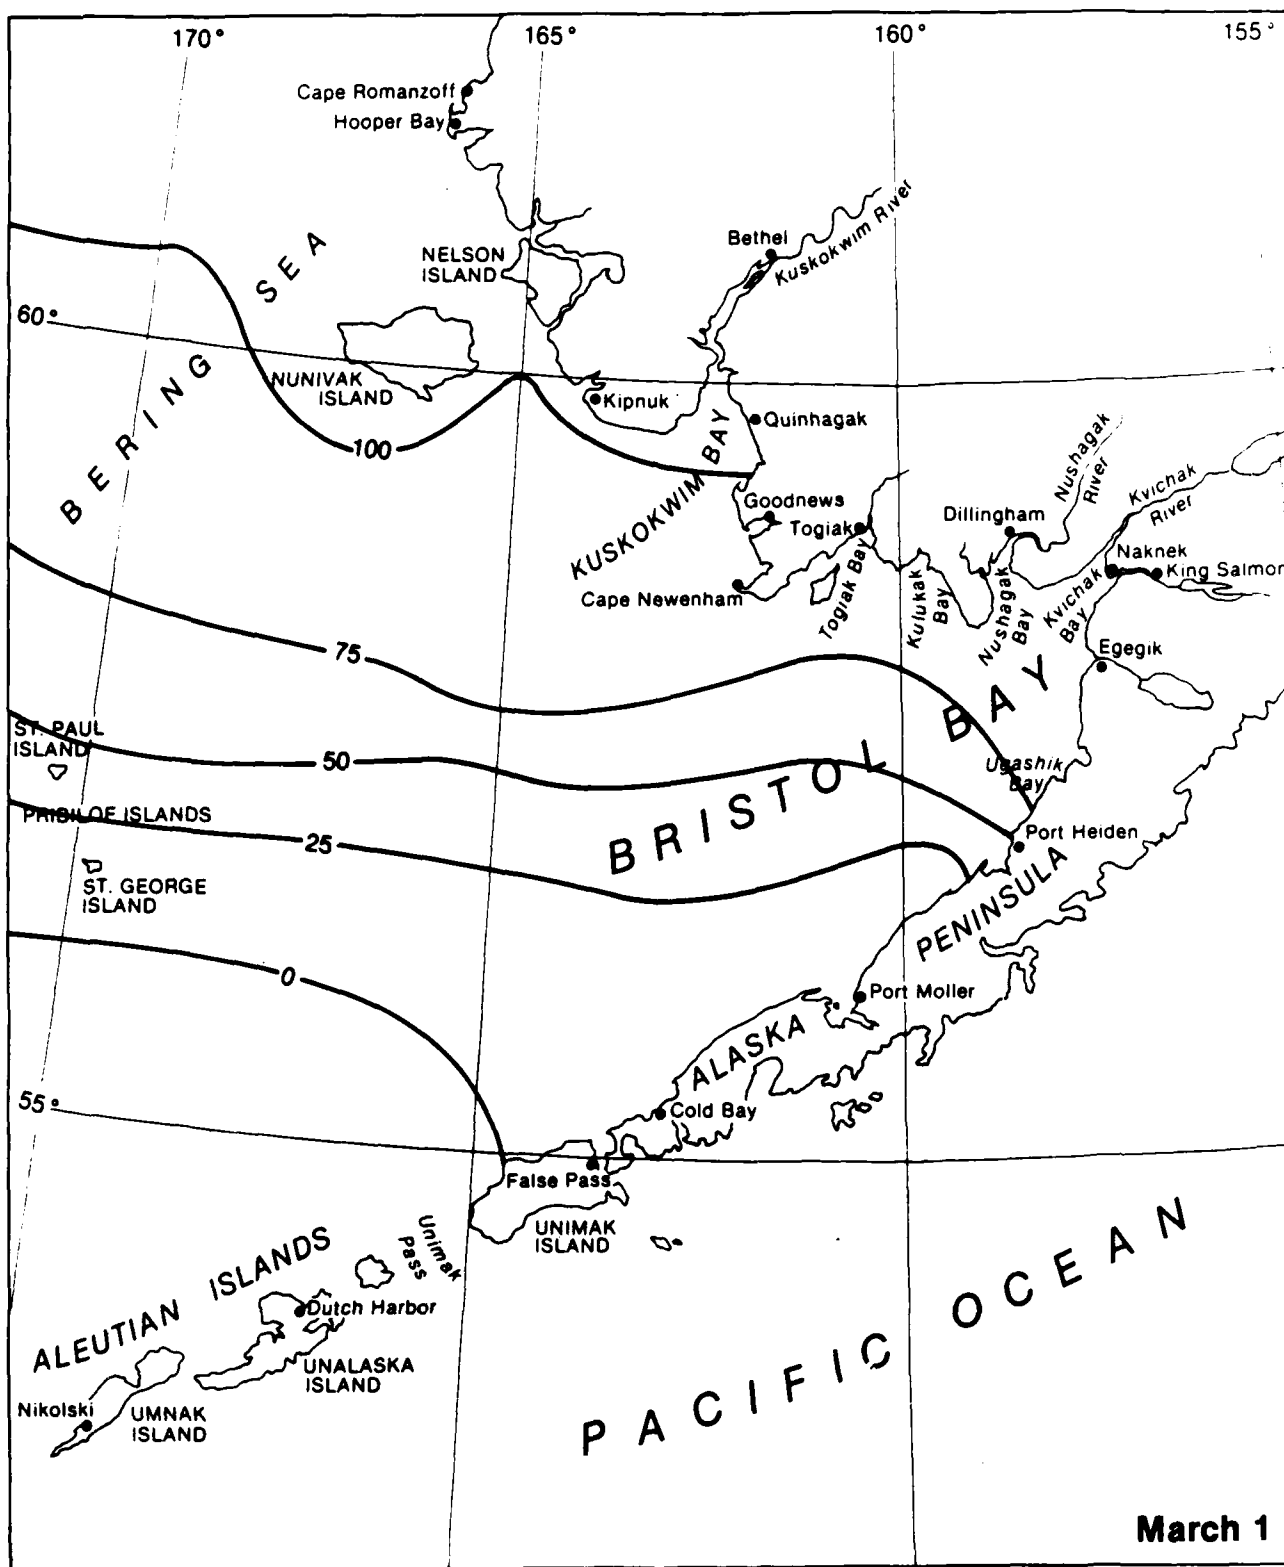 170°
165°
160°
155°
Cape Romanzoff
Hooper Bay
BERING SEA
NELSON
ISLAND
Bethel
Kuskokwim River
60°
NUNIVAK
ISLAND
Kipnuk
100
Quinhagak
KUSKOKWIM BAY
Goodnews
Togiak
Cape Newenham
Togiak Bay
Kulukak
Bay
Dillingham
Nushagak
River
Nushagak
Bay
Kvichak
River
Kvichak
Bay
Naknek
King Salmon
Egegik
75
BRISTOL BAY
Ugashik
Bay
ST. PAUL
ISLAND
50
PRIBILOF ISLANDS
25
Port Heiden
ST. GEORGE
ISLAND
ALASKA PENINSULA
0
Port Moller
55°
Cold Bay
False Pass
UNIMAK
ISLAND
Unimak
Pass
ALEUTIAN ISLANDS
Dutch Harbor
UNALASKA
ISLAND
Nikolski
UMNAK
ISLAND
PACIFIC OCEAN
March 1